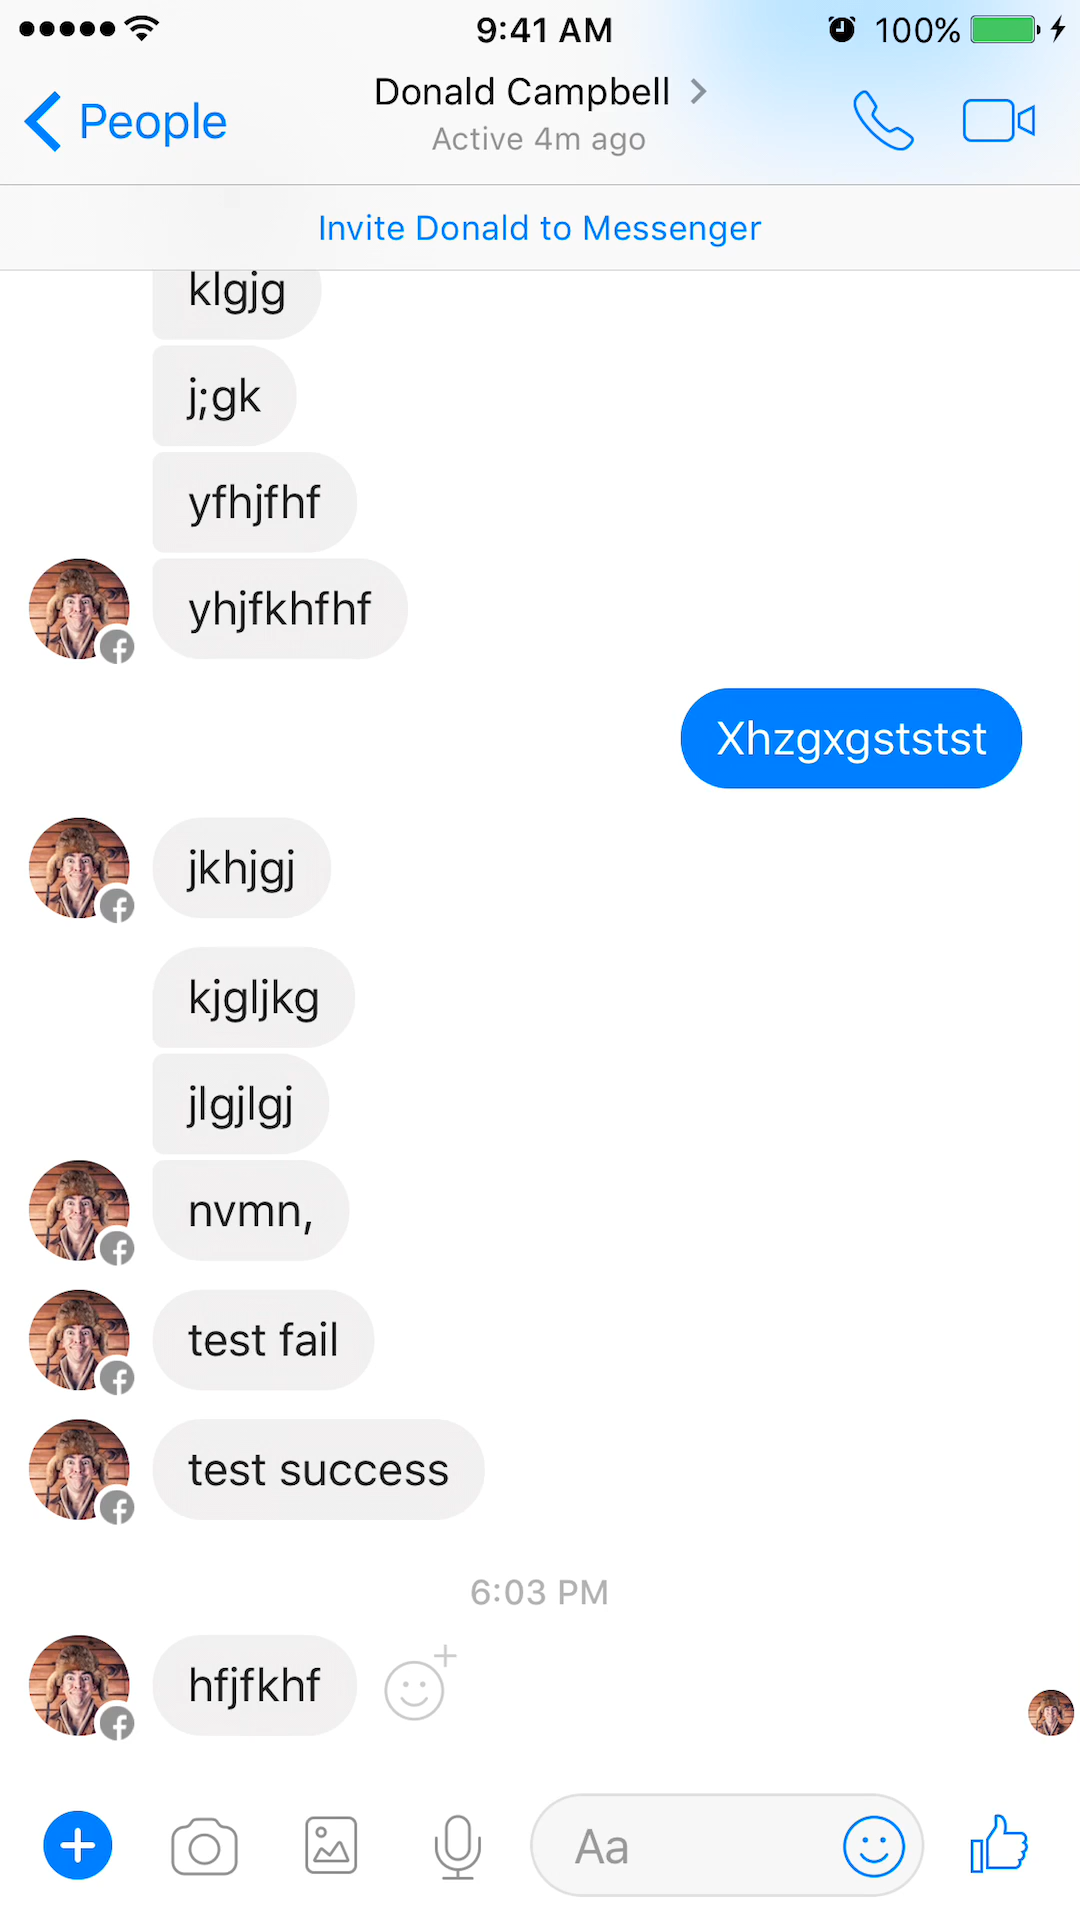 9:41 AM
100%
People
Donald Campbell
Active 4m ago
Invite Donald to Messenger
klgjg
j;gk
yfhjfhf
yhjfkhfhf
Xhzgxgststst
jkhjgj
kjgljkg
jlgjlgj
nvmn,
test fail
test success
6:03 PM
hfjfkhf
Aa